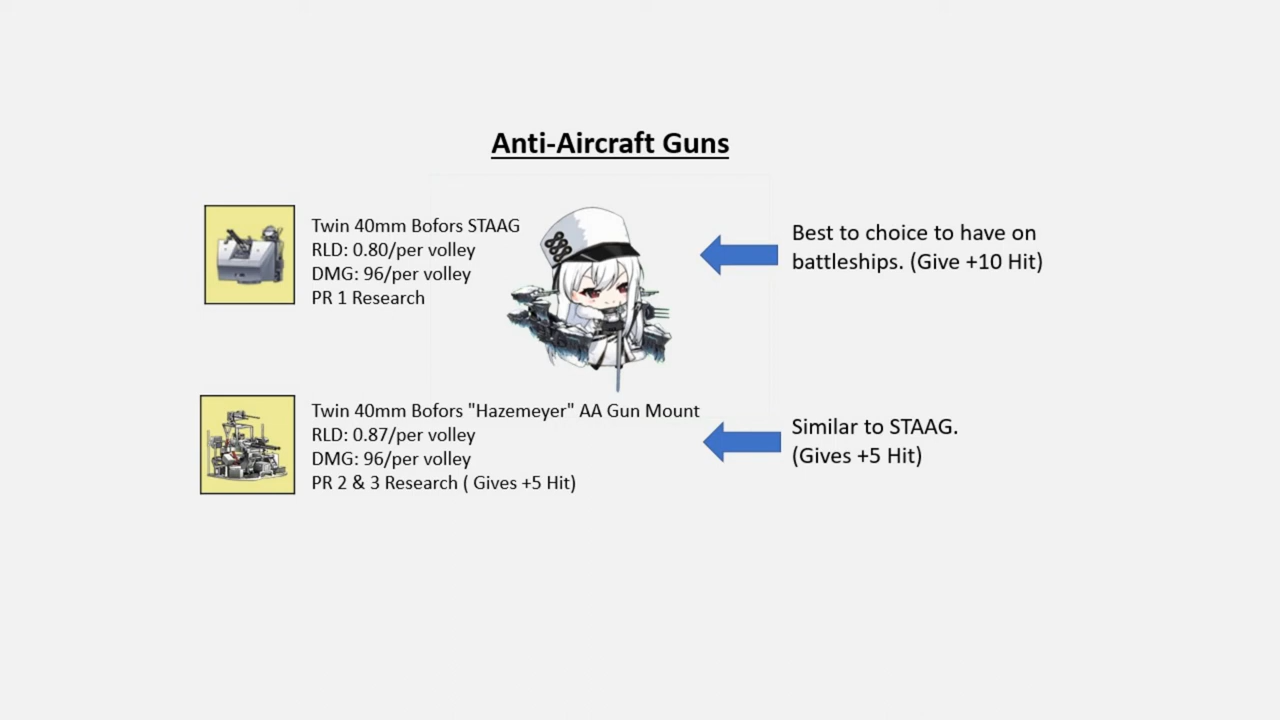 Anti-Aircraft Guns
Twin 40mm Bofors STAAG
RLD: 0.80/per volley
DMG: 96/per volley
PR 1 Research
Best to choice to have on
battleships. (Give +10 Hit)
Twin 40mm Bofors "Hazemeyer" AA Gun Mount
RLD: 0.87/per volley
DMG: 96/per volley
PR 2 & 3 Research ( Gives +5 Hit)
Similar to STAAG.
(Gives +5 Hit)